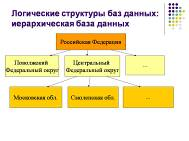 Логические структуры баз данных:
иерархическая база данных
Российская Федерация
Поволжский
Федеральный округ
Центральный
Федеральный округ
...
Московская обл.
Смоленская обл.
...